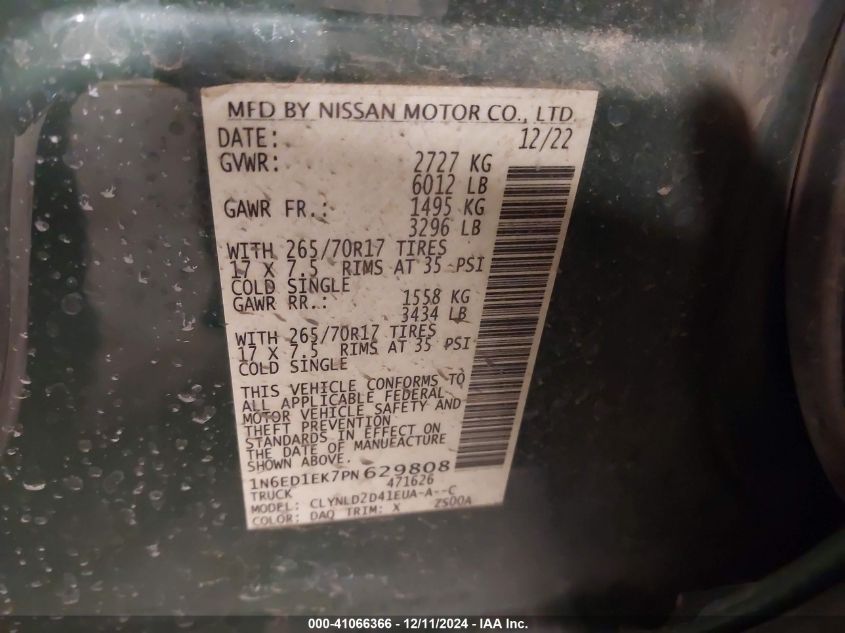 MFD BY NISSAN MOTOR CO., LTD.
DATE: 12/22
GVWR: 2727 KG
6012 LB
GAWR FR.: 1495 KG
3296 LB
WITH 265/70R17 TIRES
17 X 7.5 RIMS AT 35 PSI
COLD SINGLE
GAWR RR.: 1558 KG
3434 LB
WITH 265/70R17 TIRES
17 X 7.5 RIMS AT 35 PSI
COLD SINGLE
THIS VEHICLE CONFORMS TO
ALL APPLICABLE FEDERAL
MOTOR VEHICLE SAFETY AND
THEFT PREVENTION
STANDARDS IN EFFECT ON
THE DATE OF MANUFACTURE
SHOWN ABOVE.
1N6ED1EK7PN629808
TRUCK 471626
MODEL: CLYNLD2D41EUA-A--C
COLOR: DAQ TRIM: X ZS00A
000-41066366 - 12/11/2024 - IAA Inc.